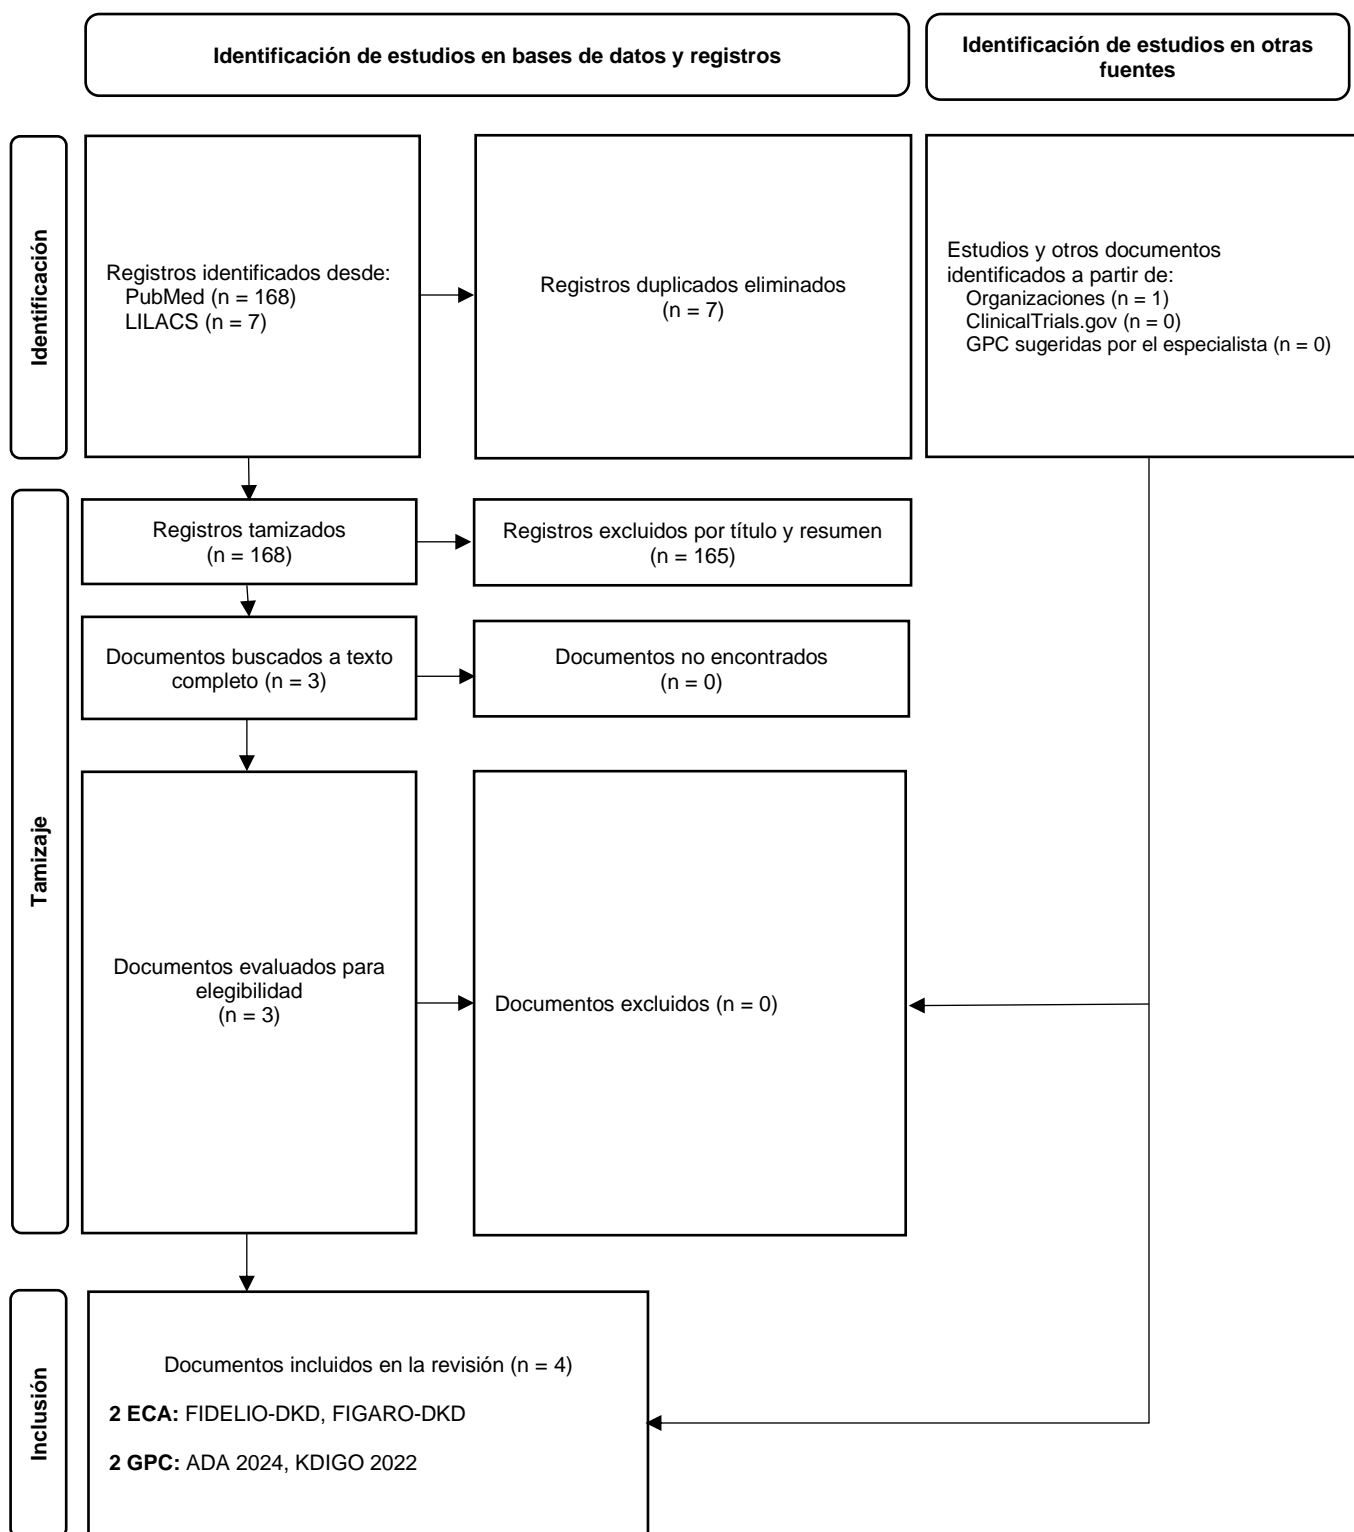 Identificación de estudios en bases de datos y registros
Identificación de estudios en otras
fuentes
Identificación
Registros identificados desde:
PubMed (n = 168)
LILACS (n = 7)
Registros duplicados eliminados
(n = 7)
Estudios y otros documentos
identificados a partir de:
Organizaciones (n = 1)
ClinicalTrials.gov (n = 0)
GPC sugeridas por el especialista (n = 0)
Tamizaje
Registros tamizados
(n = 168)
Registros excluidos por título y resumen
(n = 165)
Documentos buscados a texto
completo (n = 3)
Documentos no encontrados
(n = 0)
Documentos evaluados para
elegibilidad
(n = 3)
Documentos excluidos (n = 0)
Inclusión
Documentos incluidos en la revisión (n = 4)
2 ECA: FIDELIO-DKD, FIGARO-DKD
2 GPC: ADA 2024, KDIGO 2022